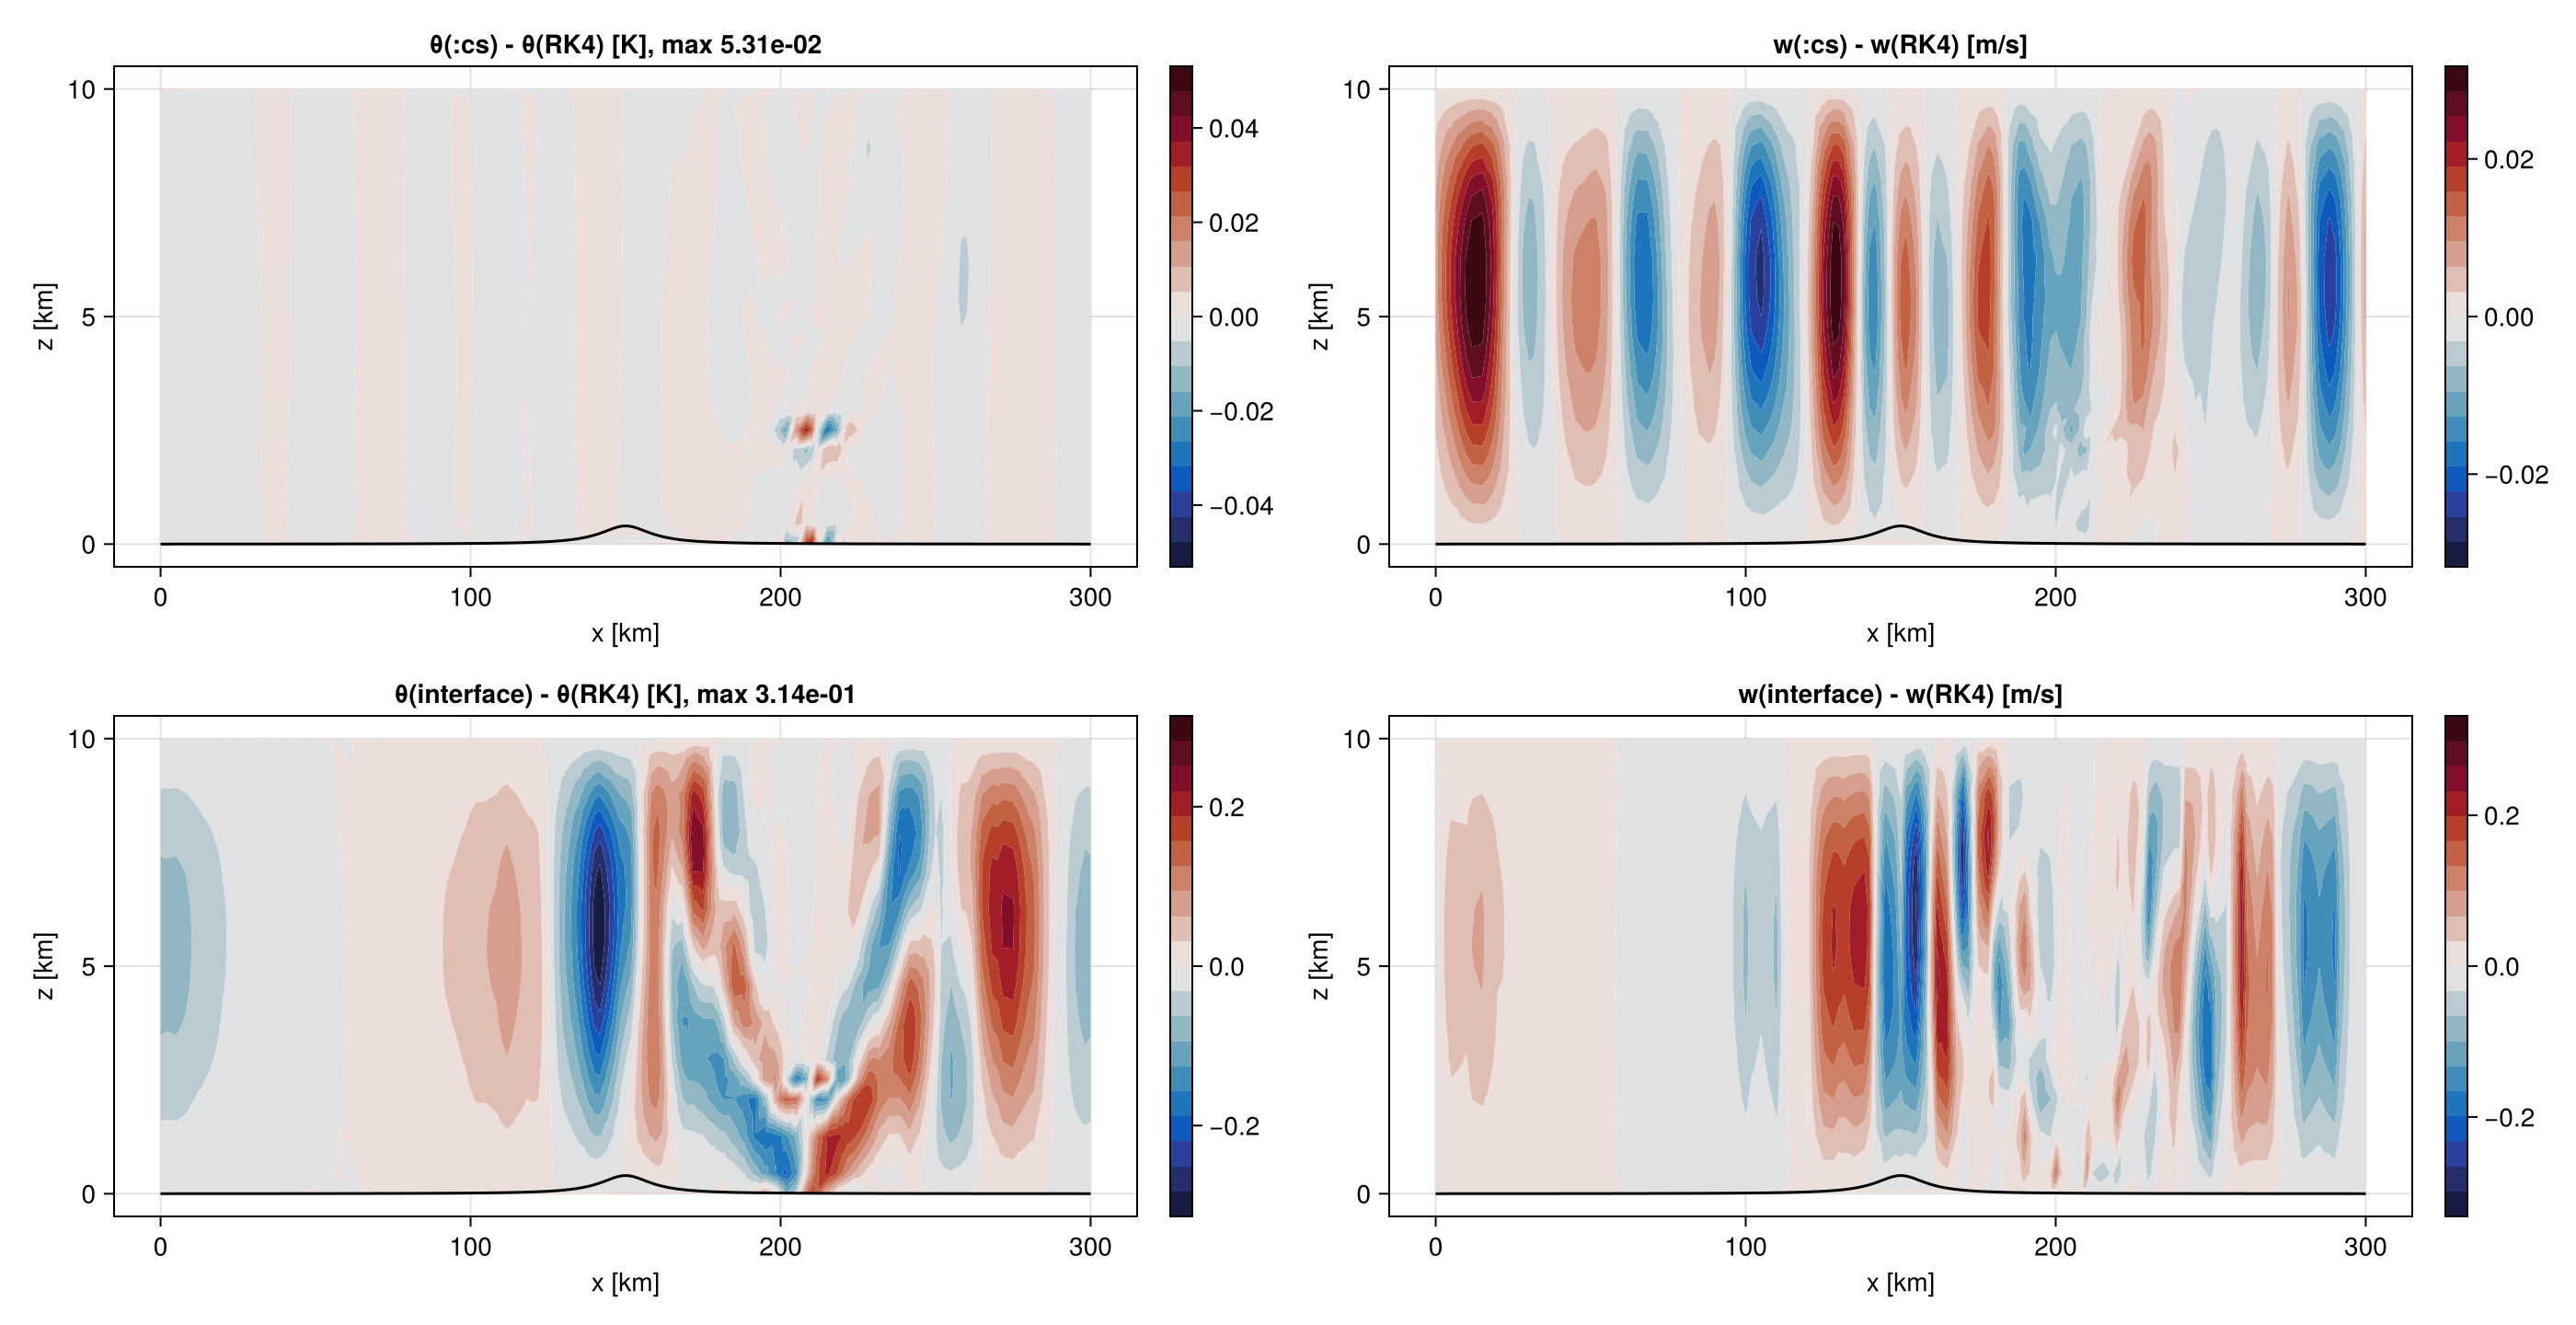 θ(:cs) - θ(RK4) [K], max 5.31e-02
10
5
0
z [km]
0 100 200 300
x [km]
0.04
0.02
0.00
−0.02
−0.04
w(:cs) - w(RK4) [m/s]
10
5
0
z [km]
0 100 200 300
x [km]
0.02
0.00
−0.02
θ(interface) - θ(RK4) [K], max 3.14e-01
10
5
0
z [km]
0 100 200 300
x [km]
0.2
0.0
−0.2
w(interface) - w(RK4) [m/s]
10
5
0
z [km]
0 100 200 300
x [km]
0.2
0.0
−0.2